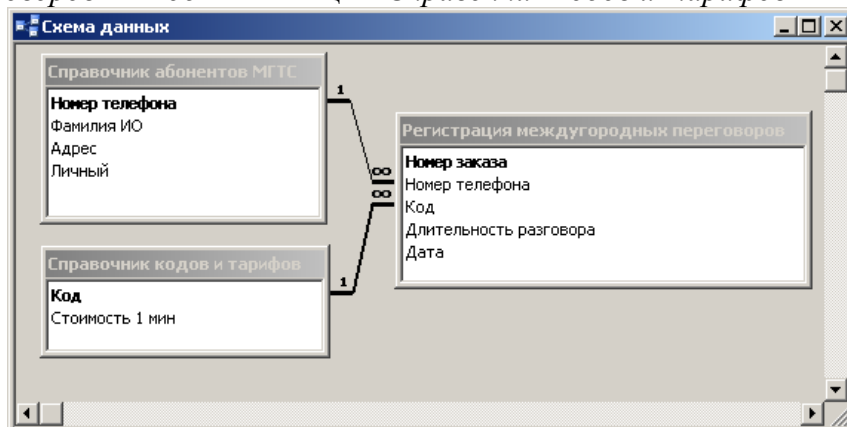 Схема данных
Справочник абонентов МГТС
Номер телефона
Фамилия ИО
Адрес
Личный
1
∞
∞
1
Регистрация междугородных переговоров
Номер заказа
Номер телефона
Код
Длительность разговора
Дата
Справочник кодов и тарифов
Код
Стоимость 1 мин